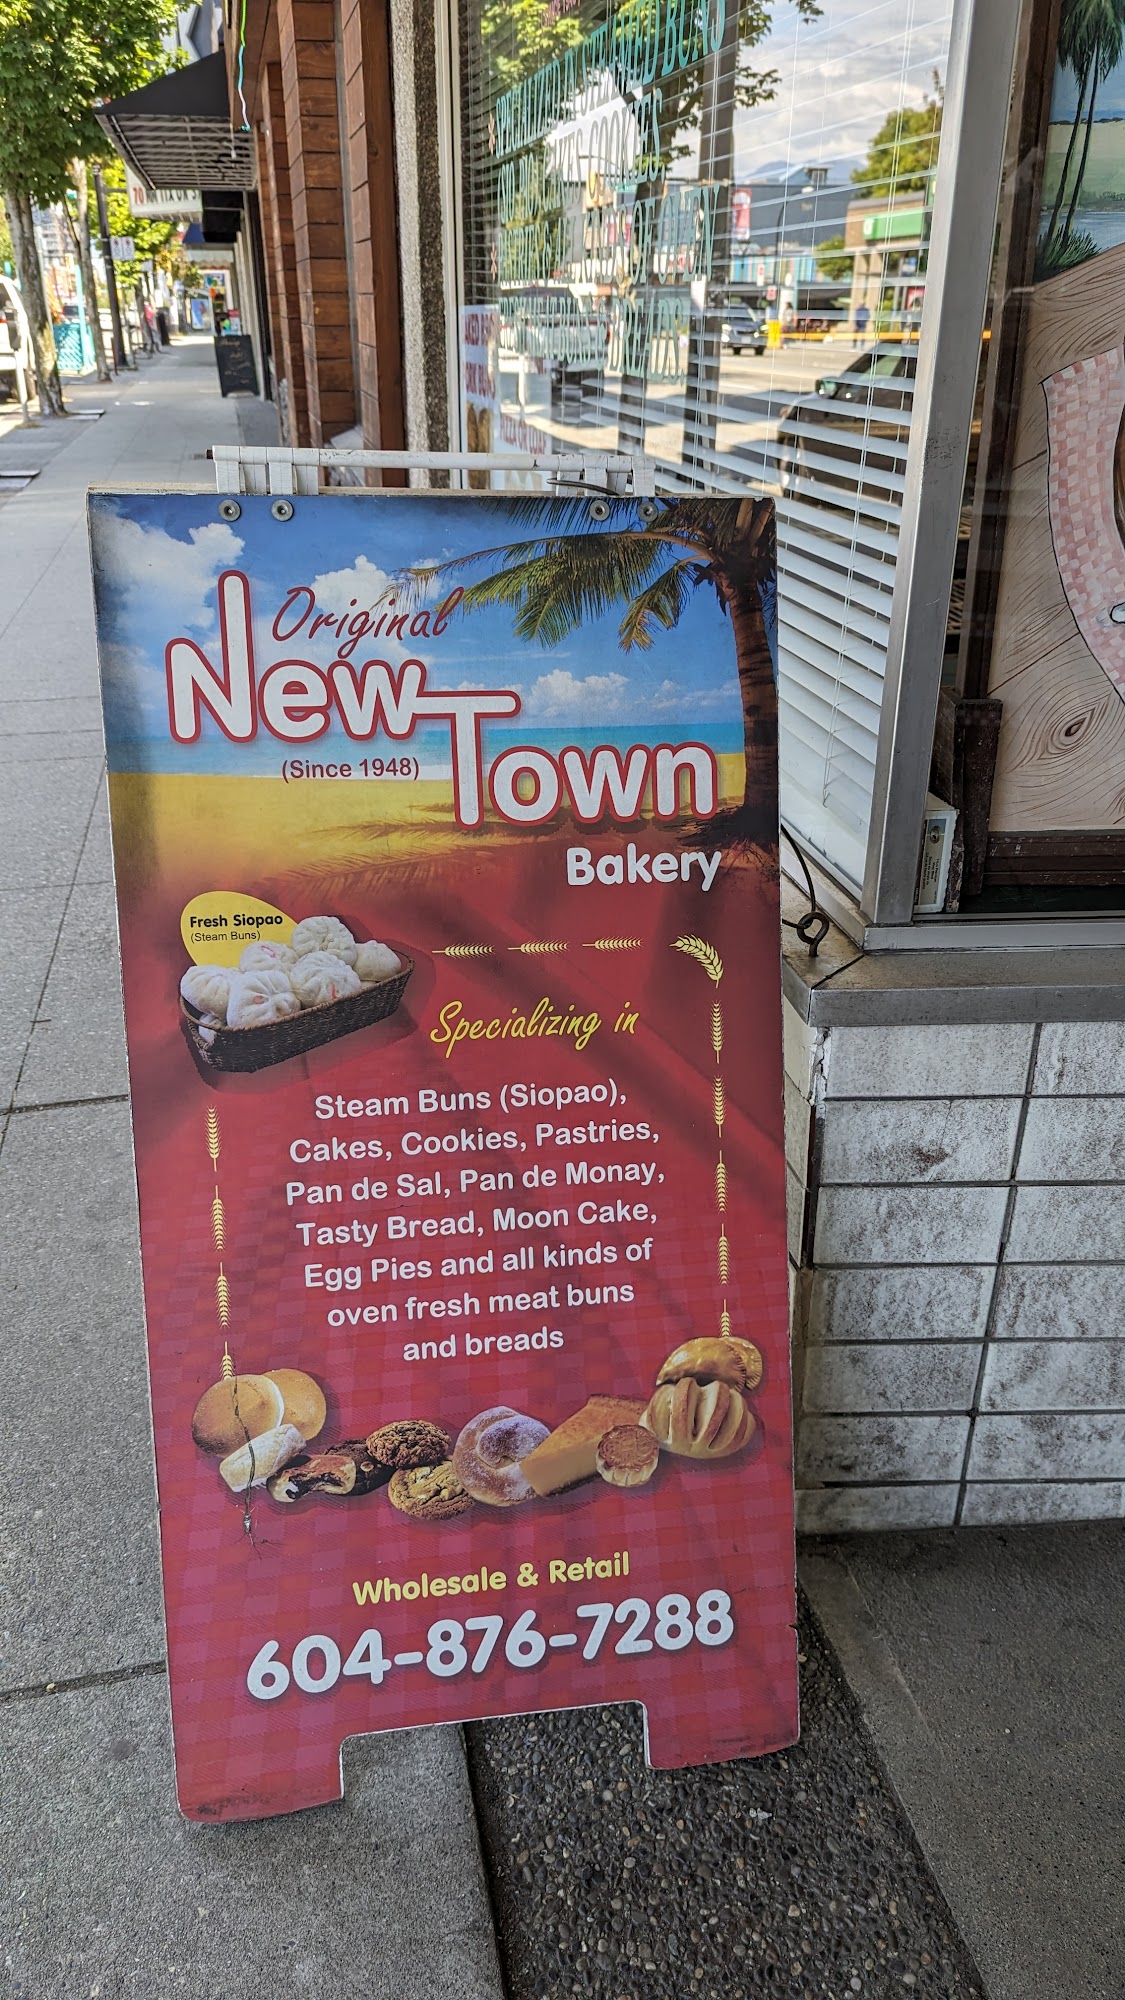 Original
New Town
(Since 1948)
Bakery
Fresh Siopao
(Steam Buns)
Specializing in
Steam Buns (Siopao),
Cakes, Cookies, Pastries,
Pan de Sal, Pan de Monay,
Tasty Bread, Moon Cake,
Egg Pies and all kinds of
oven fresh meat buns
and breads
Wholesale & Retail
604-876-7288